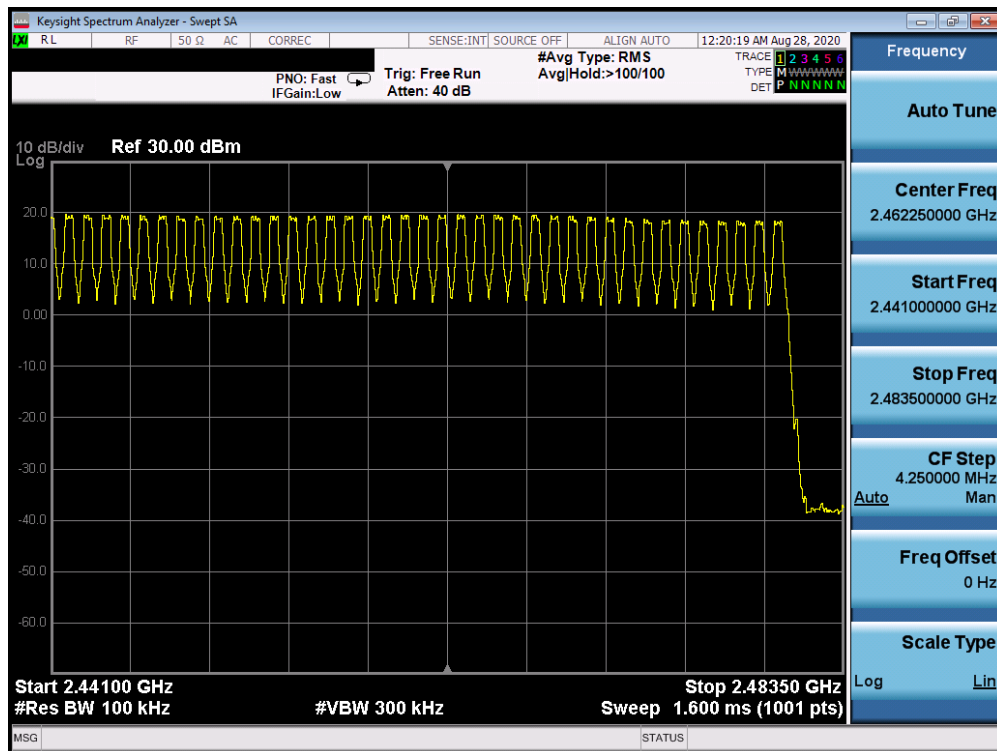 Keysight Spectrum Analyzer - Swept SA
LXI RL RF 50 Ω AC CORREC SENSE:INT SOURCE OFF ALIGN AUTO 12:20:19 AM Aug 28, 2020
PNO: Fast
IFGain:Low
Trig: Free Run
Atten: 40 dB
#Avg Type: RMS
Avg|Hold:>100/100
TRACE 1 2 3 4 5 6
TYPE M WWWWW
DET P N N N N N
10 dB/div
Log
Ref 30.00 dBm
20.0
10.0
0.00
-10.0
-20.0
-30.0
-40.0
-50.0
-60.0
Start 2.44100 GHz
Stop 2.48350 GHz
#Res BW 100 kHz
#VBW 300 kHz
Sweep 1.600 ms (1001 pts)
MSG
STATUS
Frequency
Auto Tune
Center Freq
2.462250000 GHz
Start Freq
2.441000000 GHz
Stop Freq
2.483500000 GHz
CF Step
4.250000 MHz
Auto Man
Freq Offset
0 Hz
Scale Type
Log Lin